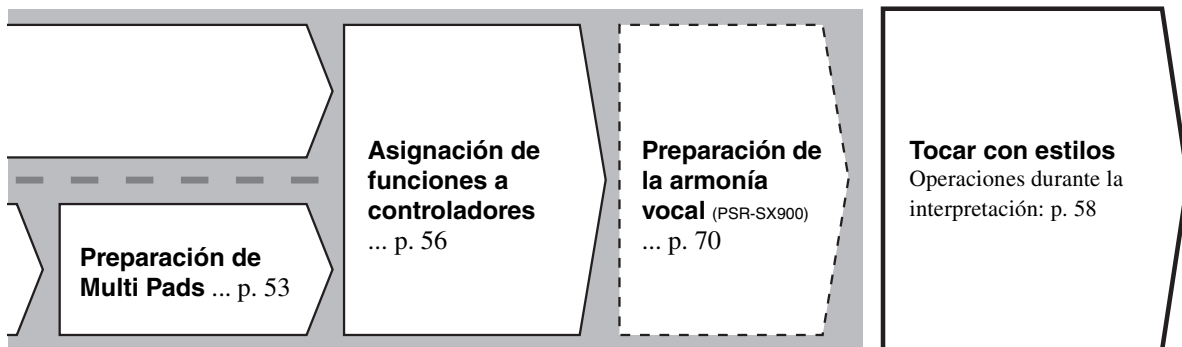 Asignación de
funciones a
controladores
... p. 56
Preparación de
la armonía
vocal (PSR-SX900)
... p. 70
Tocar con estilos
Operaciones durante la
interpretación: p. 58
Preparación de
Multi Pads ... p. 53